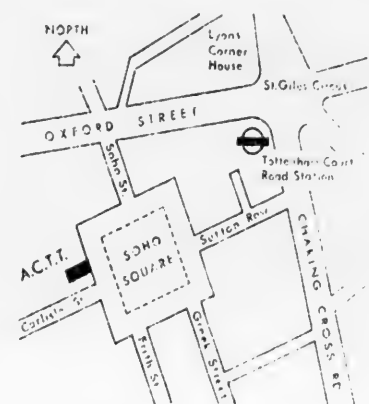 NORTH
Lyons
Corner
House
St. Giles Circus
OXFORD STREET
Soho St.
Tottenham Court
Road Station
A.C.T.T.
SOHO
SQUARE
Sutton Row
CHARING CROSS RD
Carlisle St.
Frith St.
Greek Street